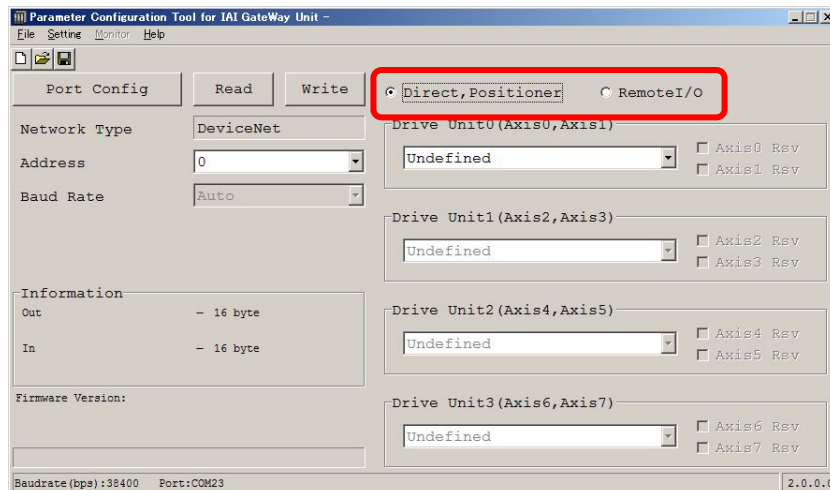 Parameter Configuration Tool for IAI GateWay Unit -
File Setting Monitor Help
Port Config Read Write Direct,Positioner RemoteI/O
Network Type DeviceNet
Address 0
Baud Rate Auto
Drive Unit0(Axis0,Axis1)
Undefined
Axis0 Rsv
Axis1 Rsv
Drive Unit1(Axis2,Axis3)
Undefined
Axis2 Rsv
Axis3 Rsv
Information
Out - 16 byte
In - 16 byte
Drive Unit2(Axis4,Axis5)
Undefined
Axis4 Rsv
Axis5 Rsv
Firmware Version:
Drive Unit3(Axis6,Axis7)
Undefined
Axis6 Rsv
Axis7 Rsv
Baudrate(bps):38400 Port:COM23 2.0.0.0